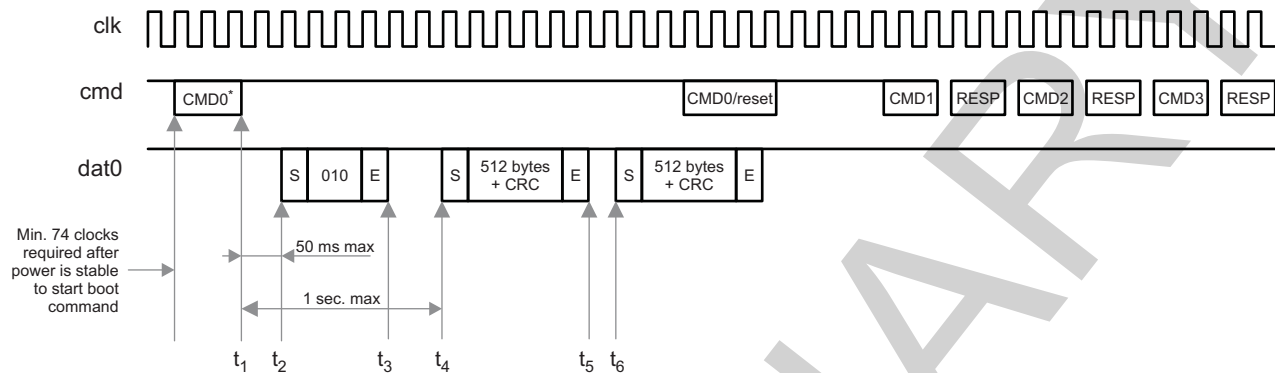 clk
cmd
CMD0*
CMD0/reset
CMD1
RESP
CMD2
RESP
CMD3
RESP
dat0
S
010
E
S
512 bytes
+ CRC
E
S
512 bytes
+ CRC
E
Min. 74 clocks
required after
power is stable
to start boot
command
50 ms max
1 sec. max
t1
t2
t3
t4
t5
t6